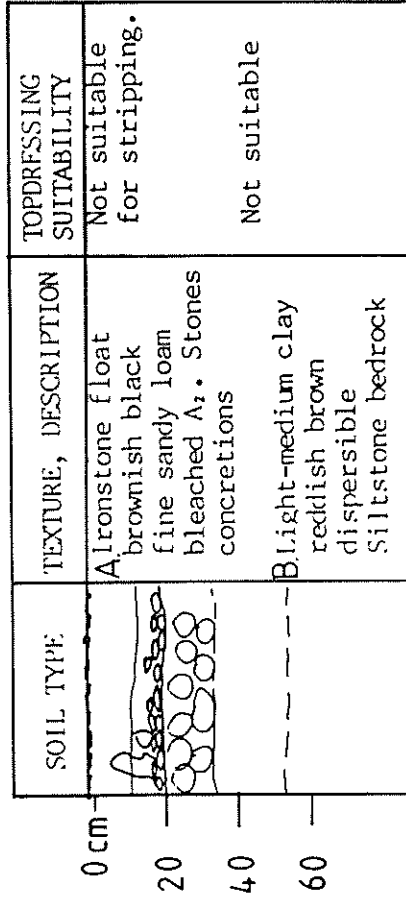 SOIL TYPE
TEXTURE, DESCRIPTION
TOPDRESSING
SUITABILITY
0 cm
20
40
60
A Ironstone float
brownish black
fine sandy loam
bleached A₂. Stones
concretions
B Light-medium clay
reddish brown
dispersible
Siltstone bedrock
Not suitable
for stripping.
Not suitable